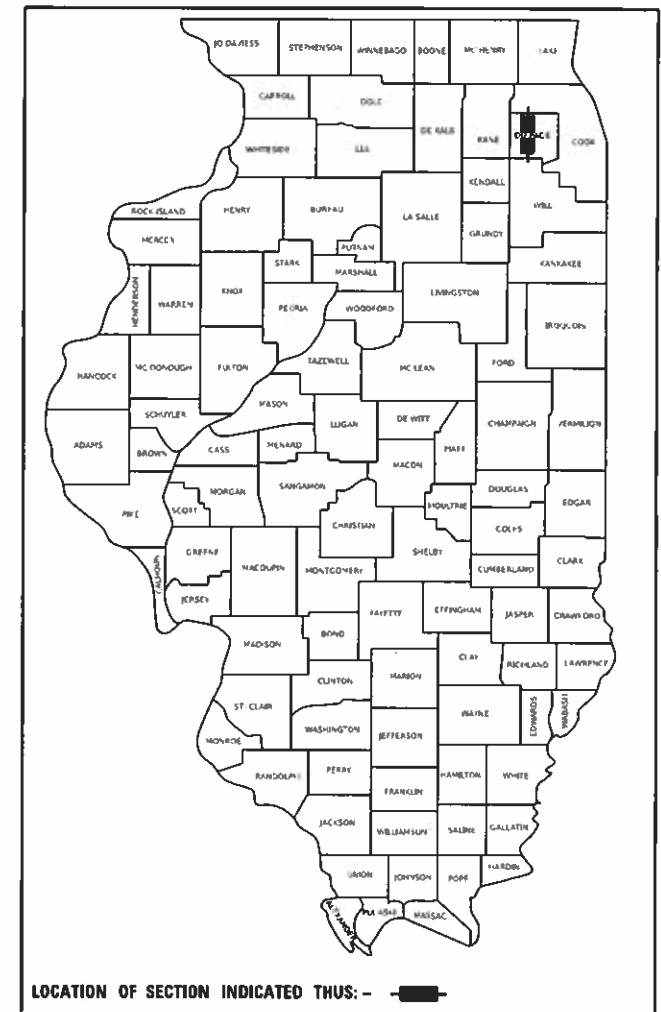 JO DAVIESS STEPHENSON WINNEBAGO BOONE MC HENRY LAKE
CARROLL OGLE
DE KALB KANE COOK
WHITESIDE LEE
KENDALL
ROCK ISLAND HENRY BUREAU LA SALLE WILL
MERCER PUTNAM GRUNDY
STARK MARSHALL KANKAKEE
HENDERSON WARREN KNOX PEORIA WOODFORD LIVINGSTON IROQUOIS
HANCOCK MC DONOUGH FULTON TAZEWELL MC LEAN FORD
SCHUYLER MASON LOGAN DE WITT CHAMPAIGN VERMILION
ADAMS BROWN CASS MENARD MACON PIATT
PIKE SCOTT MORGAN SANGAMON DOUGLAS EDGAR
CHRISTIAN MOULTRIE COLES
CALHOUN GREENE MACOUPIN MONTGOMERY SHELBY CUMBERLAND CLARK
JERSEY FAYETTE EFFINGHAM JASPER CRAWFORD
MADISON BOND CLAY RICHLAND LAWRENCE
CLINTON MARION
ST. CLAIR WAYNE EDWARDS WABASH
MONROE WASHINGTON JEFFERSON
RANDOLPH PERRY HAMILTON WHITE
FRANKLIN
JACKSON WILLIAMSON SALINE GALLATIN
UNION JOHNSON POPE HARDIN
ALEXANDER MASSAC
LOCATION OF SECTION INDICATED THUS: -